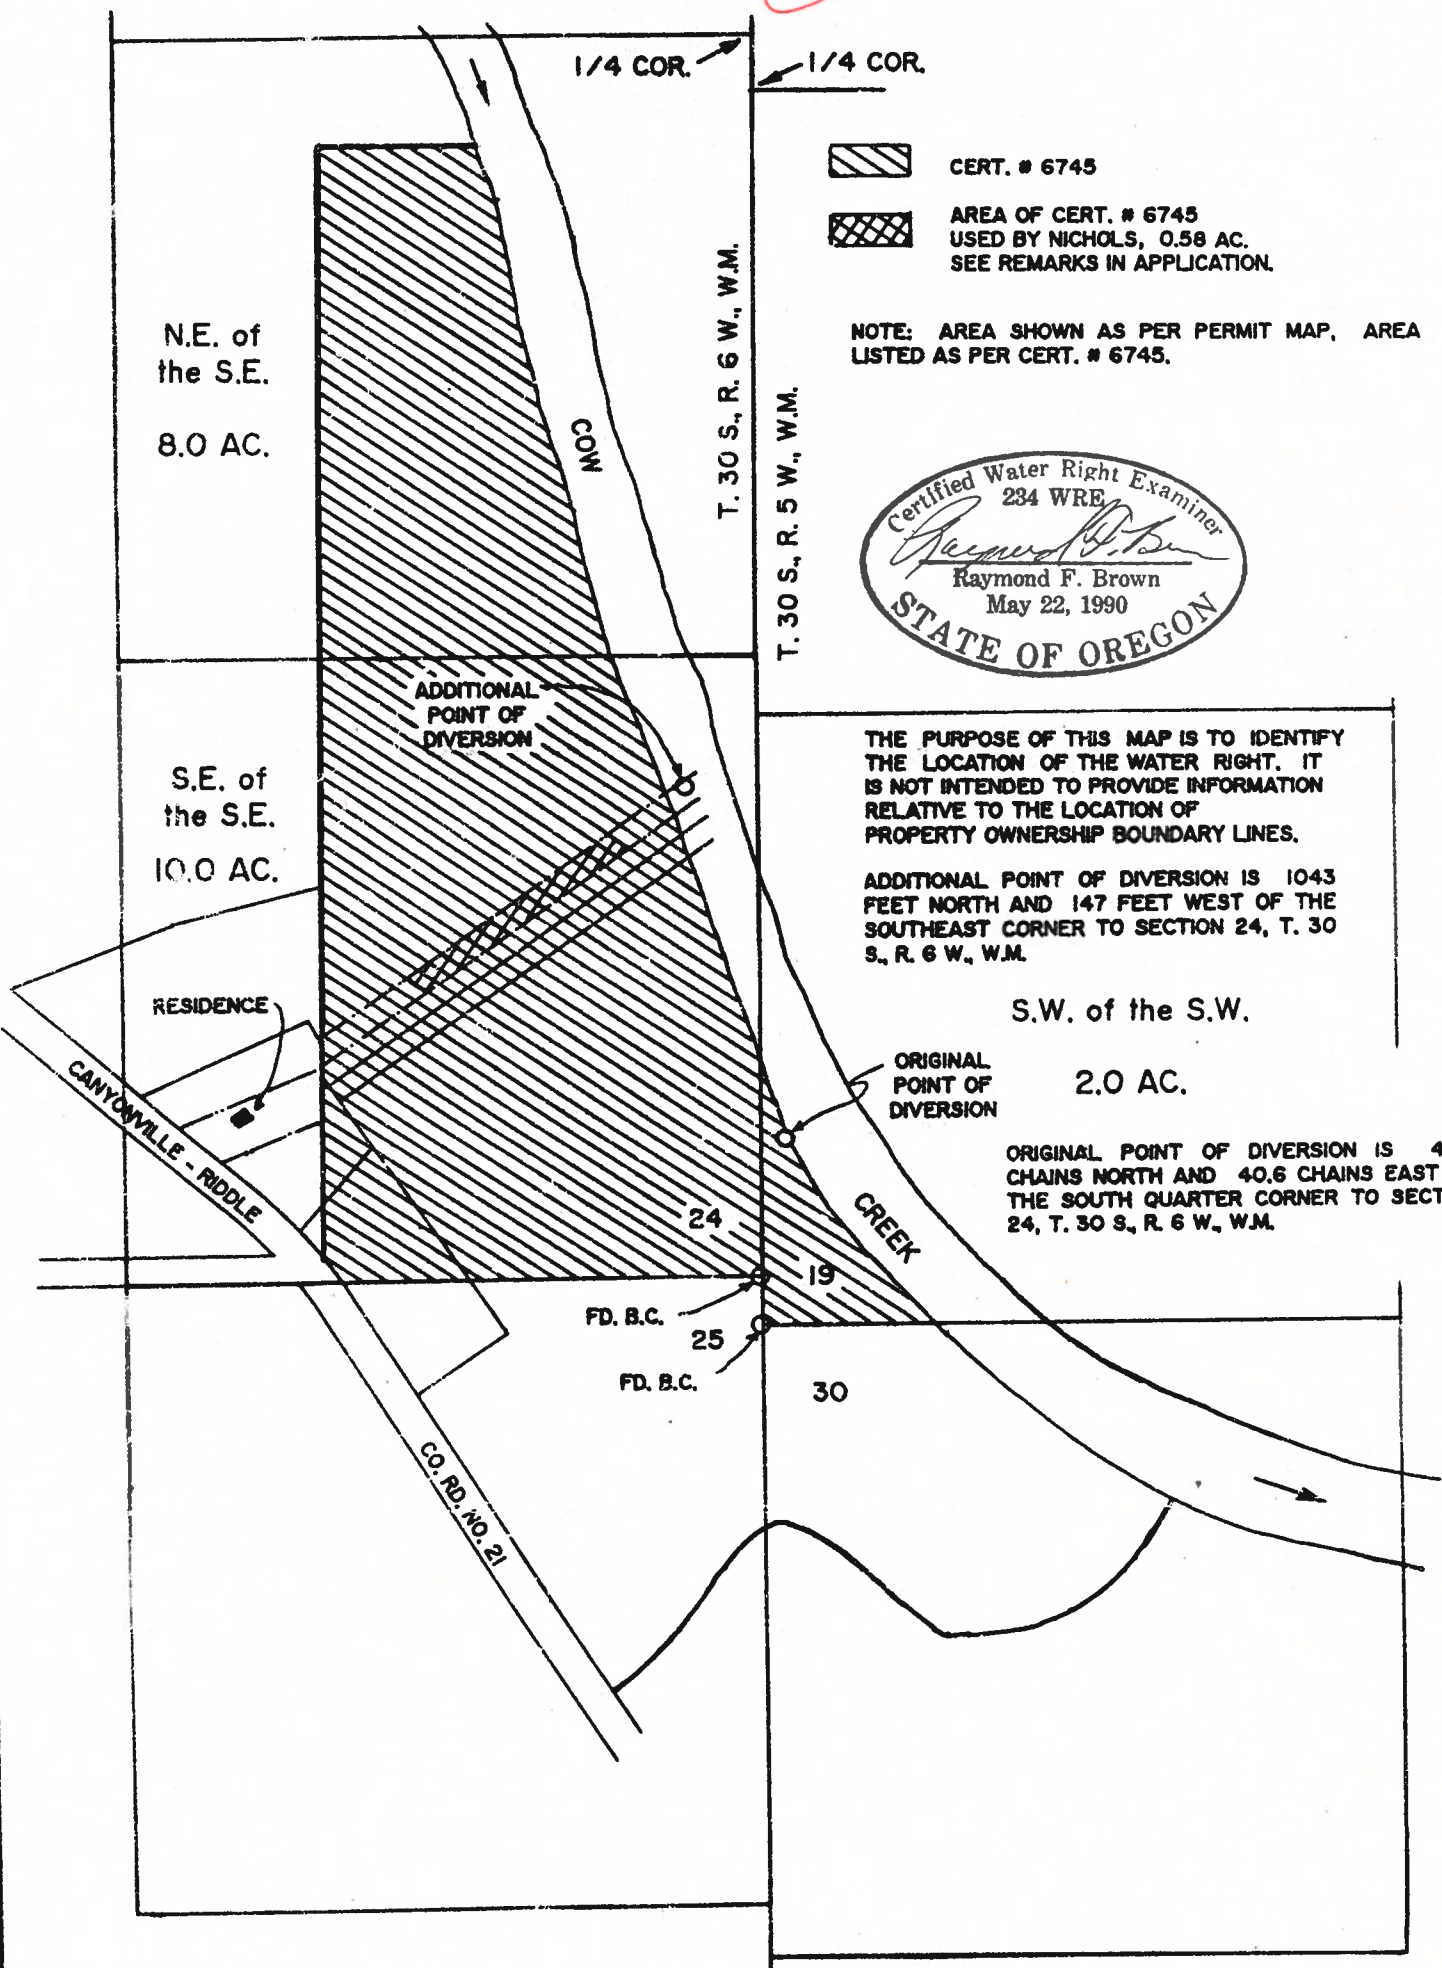 1/4 COR.
1/4 COR.
CERT. # 6745
AREA OF CERT. # 6745
USED BY NICHOLS, 0.58 AC.
SEE REMARKS IN APPLICATION.
NOTE: AREA SHOWN AS PER PERMIT MAP, AREA
LISTED AS PER CERT. # 6745.
N.E. of
the S.E.
8.0 AC.
COW
T. 30 S., R. 6 W., W.M.
T. 30 S., R. 5 W., W.M.
Certified Water Right Examiner
234 WRE
Raymond F. Brown
May 22, 1990
STATE OF OREGON
ADDITIONAL
POINT OF
DIVERSION
S.E. of
the S.E.
10.0 AC.
THE PURPOSE OF THIS MAP IS TO IDENTIFY
THE LOCATION OF THE WATER RIGHT. IT
IS NOT INTENDED TO PROVIDE INFORMATION
RELATIVE TO THE LOCATION OF
PROPERTY OWNERSHIP BOUNDARY LINES.
ADDITIONAL POINT OF DIVERSION IS 1043
FEET NORTH AND 147 FEET WEST OF THE
SOUTHEAST CORNER TO SECTION 24, T. 30
S., R. 6 W., W.M.
RESIDENCE
S.W. of the S.W.
2.0 AC.
ORIGINAL
POINT OF
DIVERSION
CANYONVILLE - RIDDLE
ORIGINAL POINT OF DIVERSION IS 4
CHAINS NORTH AND 40.6 CHAINS EAST
THE SOUTH QUARTER CORNER TO SECT
24, T. 30 S., R. 6 W., W.M.
24
CREEK
19
FD. B.C.
25
FD. B.C.
30
CO. RD. NO. 21